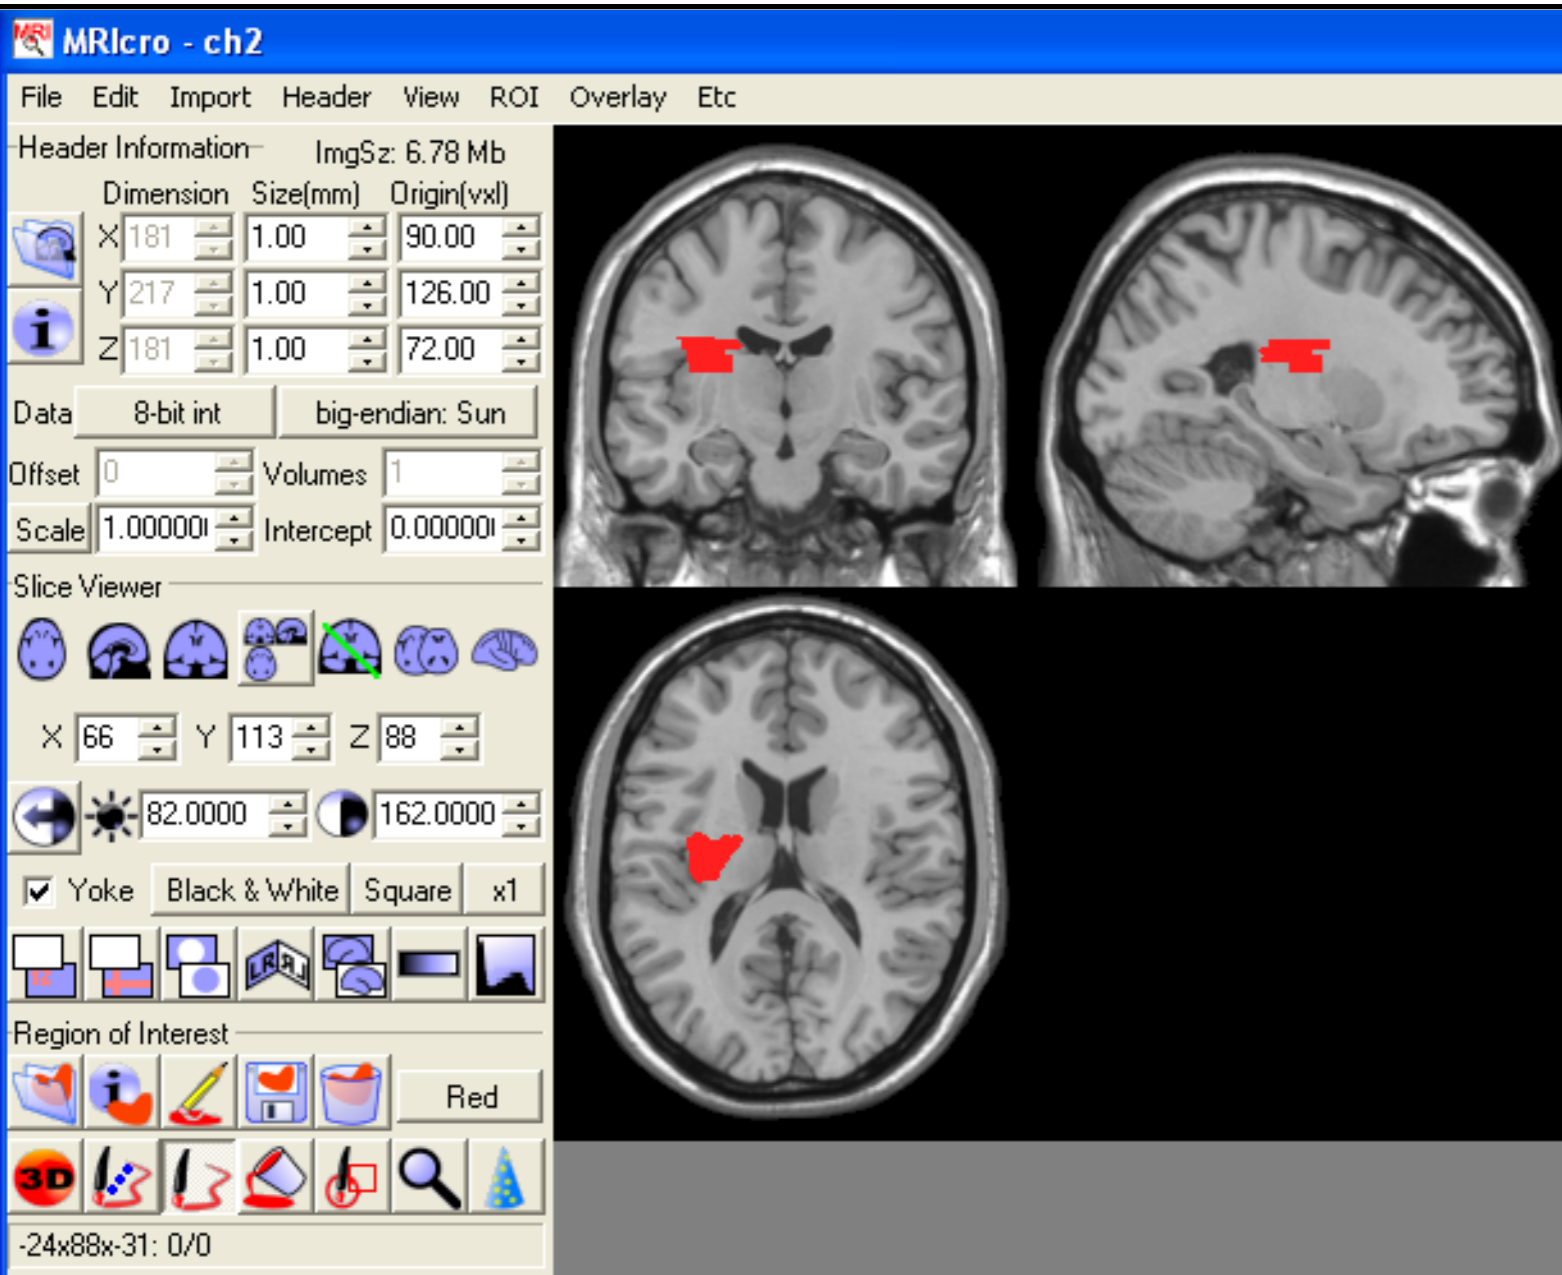 MRIcro - ch2
File Edit Import Header View ROI Overlay Etc
Header Information ImgSz: 6.78 Mb
Dimension Size(mm) Origin(vxl)
X 181 1.00 90.00
Y 217 1.00 126.00
Z 181 1.00 72.00
Data 8-bit int big-endian: Sun
Offset 0 Volumes 1
Scale 1.00000 Intercept 0.00000
Slice Viewer
X 66 Y 113 Z 88
82.0000 162.0000
Yoke Black & White Square x1
Region of Interest
Red
3D
-24x88x-31: 0/0